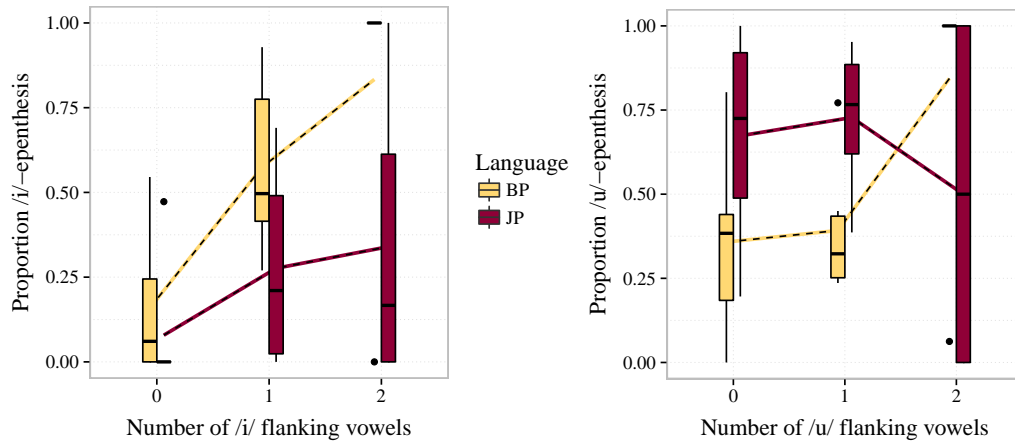 1.00
0.75
0.50
0.25
0.00
Proportion /i/−epenthesis
0 1 2
Number of /i/ flanking vowels
Language
BP
JP
1.00
0.75
0.50
0.25
0.00
Proportion /u/−epenthesis
0 1 2
Number of /u/ flanking vowels